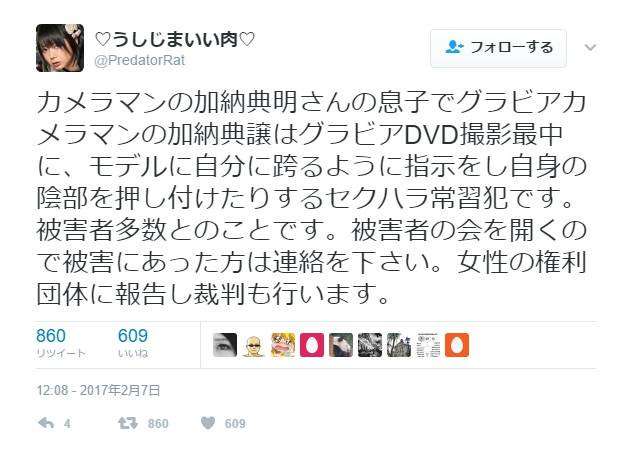 ♡うしじまいい肉♡
@PredatorRat
フォローする
カメラマンの加納典明さんの息子でグラビアカ
メラマンの加納典譲はグラビアDVD撮影最中
に、モデルに自分に跨るように指示をし自身の
陰部を押し付けたりするセクハラ常習犯です。
被害者多数とのことです。被害者の会を開くの
で被害にあった方は連絡を下さい。女性の権利
団体に報告し裁判も行います。
860 609
リツイート いいね
12:08 - 2017年2月7日
4 860 609